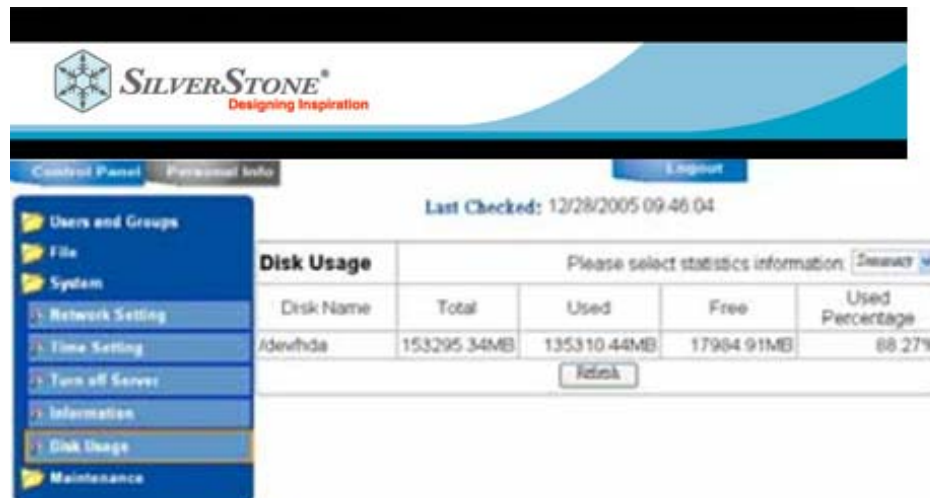 SILVERSTONE®
Designing Inspiration
Control Panel Personal Info Logout
Last Checked: 12/28/2005 09:46:04
Users and Groups
File
System
Network Setting
Time Setting
Turn off Server
Information
Disk Usage
Maintenance
Disk Usage Please select statistics information: Summary
Disk Name Total Used Free Used Percentage
/dev/hda 153295.34MB 135310.44MB 17984.91MB 88.27%
Refresh